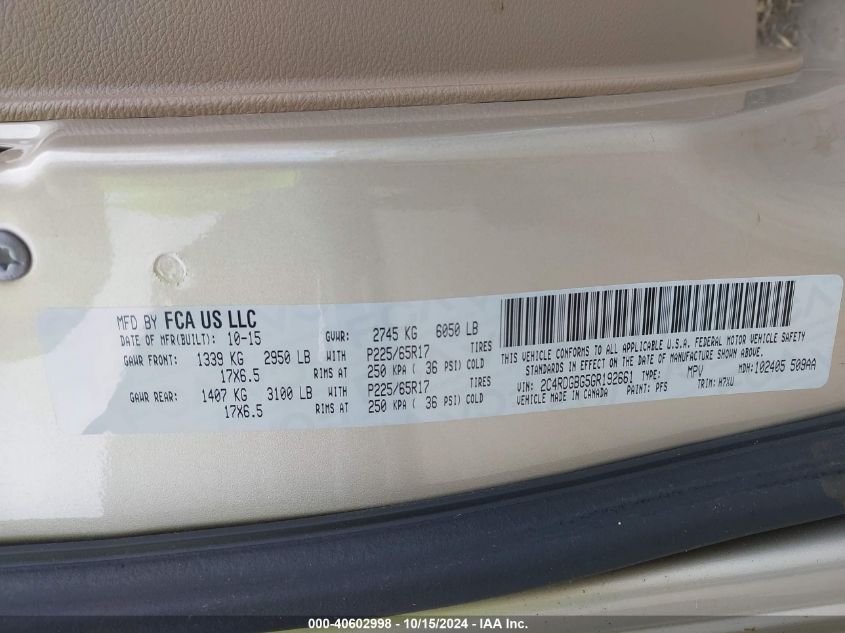 MFD BY FCA US LLC
DATE OF MFR(BUILT): 10-15 GVWR: 2745 KG 6050 LB
GAWR FRONT: 1339 KG 2950 LB WITH P225/65R17 TIRES
17X6.5 RIMS AT 250 KPA ( 36 PSI) COLD
GAWR REAR: 1407 KG 3100 LB WITH P225/65R17 TIRES
17X6.5 RIMS AT 250 KPA ( 36 PSI) COLD
THIS VEHICLE CONFORMS TO ALL APPLICABLE U.S.A. FEDERAL MOTOR VEHICLE SAFETY
STANDARDS IN EFFECT ON THE DATE OF MANUFACTURE SHOWN ABOVE.
VIN: 2C4RDGBG5GR192661 TYPE: MPV MDH: 102405 509AA
VEHICLE MADE IN CANADA PAINT: PFS TRIM: H7XU
000-40602998 - 10/15/2024 - IAA Inc.